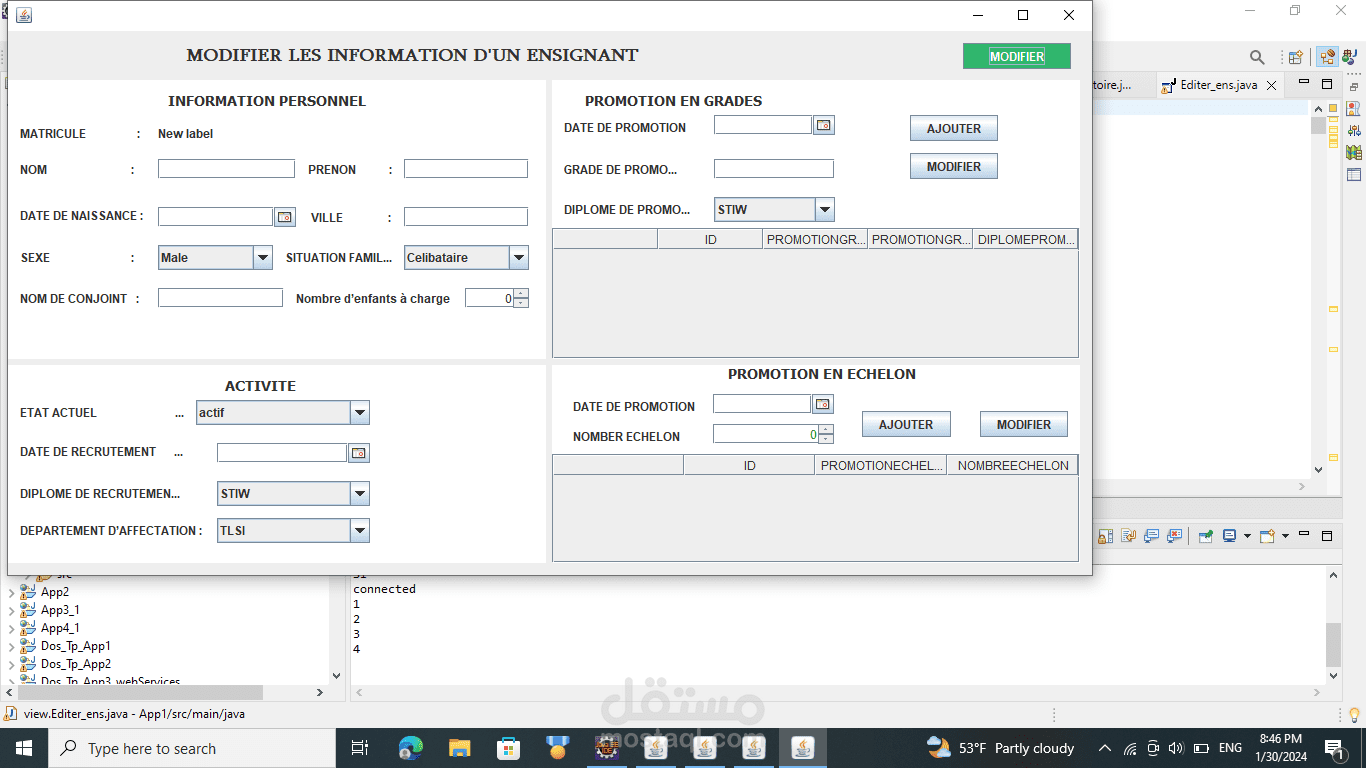 MODIFIER LES INFORMATION D'UN ENSIGNANT
MODIFIER
toire.j...
Editer_ens.java
INFORMATION PERSONNEL
MATRICULE : New label
NOM : PRENON :
DATE DE NAISSANCE : VILLE :
SEXE : Male SITUATION FAMIL... Celibataire
NOM DE CONJOINT : Nombre d'enfants à charge 0
PROMOTION EN GRADES
DATE DE PROMOTION AJOUTER
GRADE DE PROMO... MODIFIER
DIPLOME DE PROMO... STIW
ID PROMOTIONGR... PROMOTIONGR... DIPLOMEPROM...
ACTIVITE
ETAT ACTUEL ... actif
DATE DE RECRUTEMENT ...
DIPLOME DE RECRUTEMEN... STIW
DEPARTEMENT D'AFFECTATION : TLSI
PROMOTION EN ECHELON
DATE DE PROMOTION
NOMBER ECHELON 0 AJOUTER MODIFIER
ID PROMOTIONECHEL... NOMBREECHELON
src
App2
App3_1
App4_1
Dos_Tp_App1
Dos_Tp_App2
Dos_Tp_App3_webServices
connected
1
2
3
4
view.Editer_ens.java - App1/src/main/java
مستقل
mostaql.com
Type here to search
53°F Partly cloudy
ENG
8:46 PM
1/30/2024
1